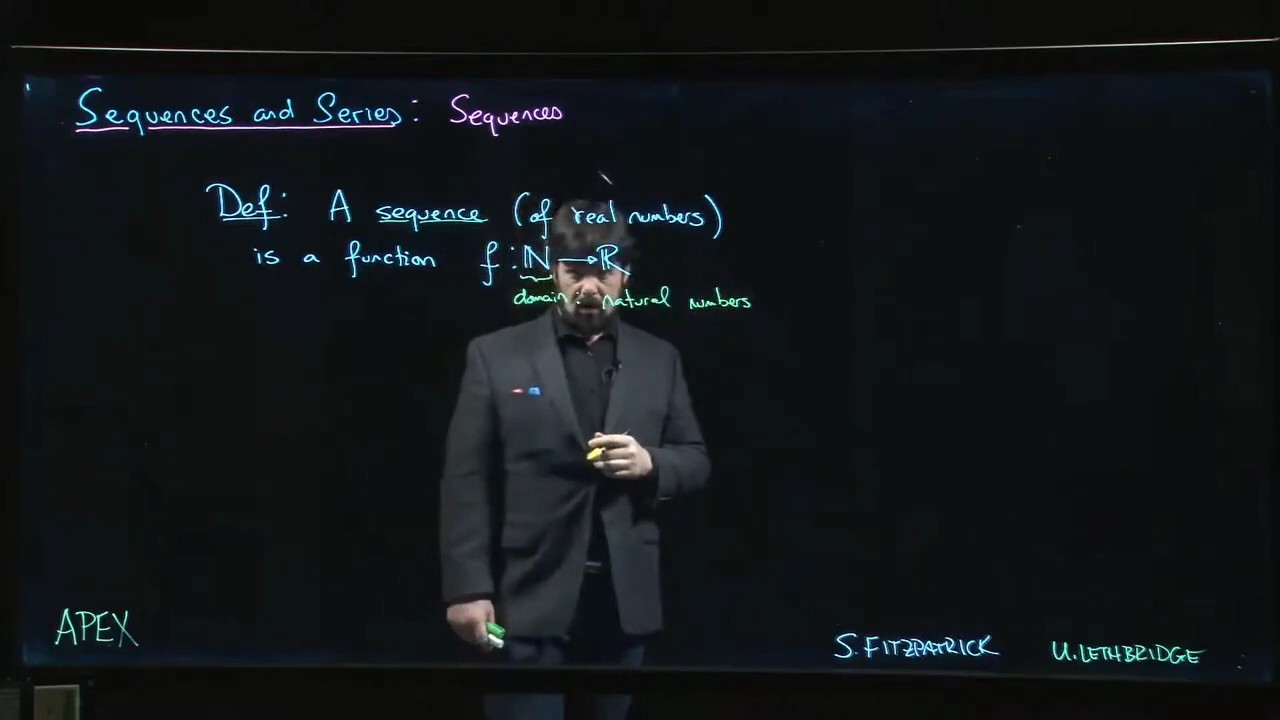 Sequences and Series: Sequences
Def: A sequence (of real numbers)
is a function f: ℕ → ℝ
domain: natural numbers
APEX
S. FITZPATRICK
U. LETHBRIDGE